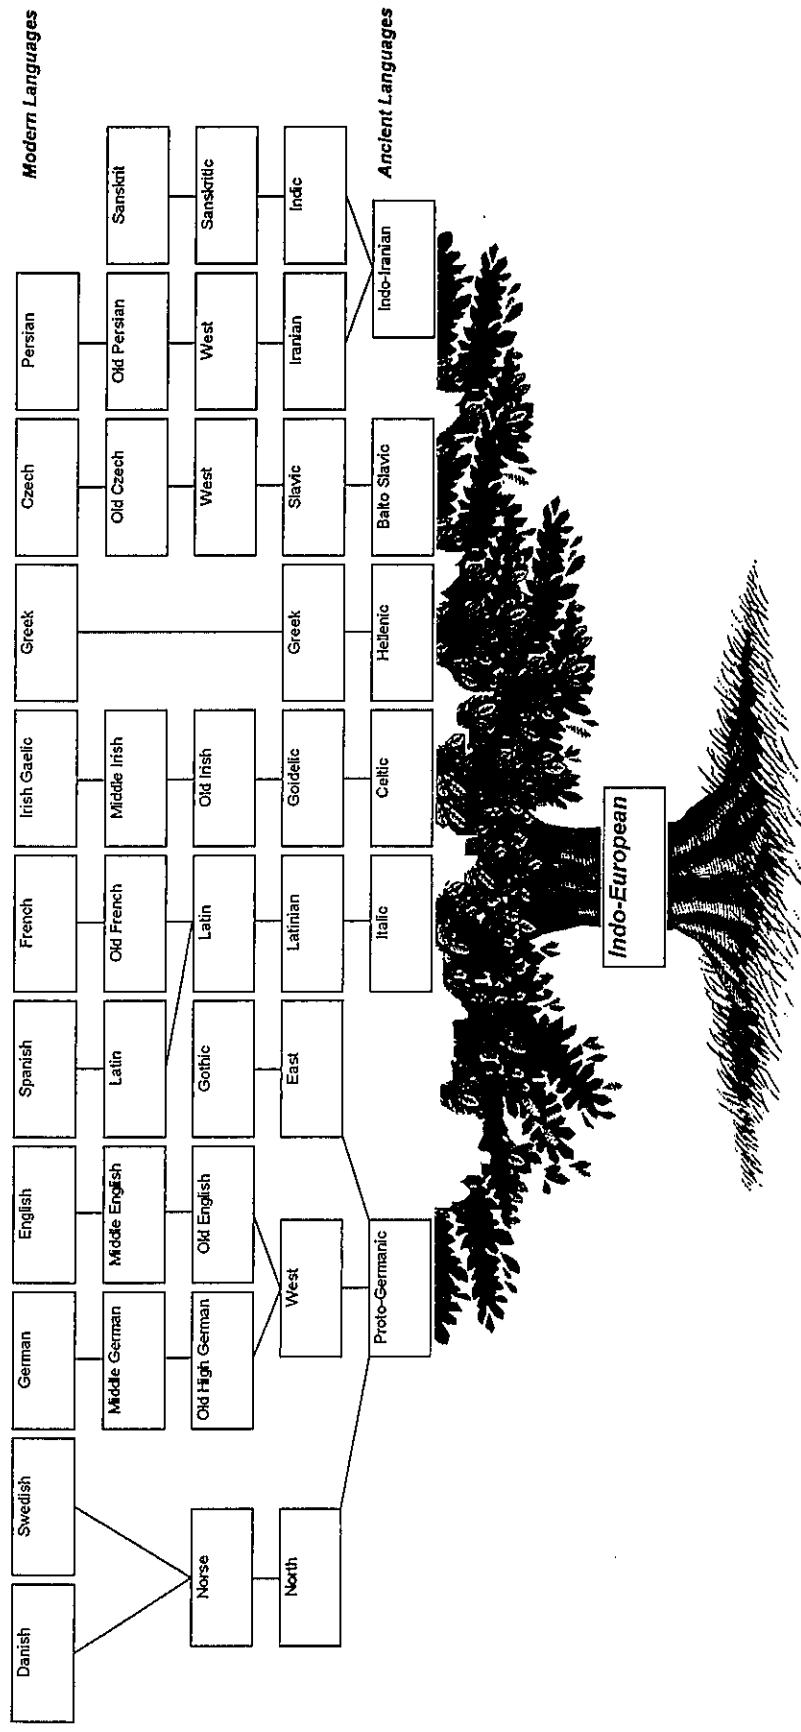 Modern Languages
Danish
Swedish
German
English
Spanish
French
Irish Gaelic
Greek
Czech
Persian
Middle German
Middle English
Latin
Old French
Middle Irish
Old Czech
Old Persian
Sanskrit
Norse
Old High German
Old English
Gothic
Latin
Old Irish
West
West
Sanskritic
North
West
East
Latinian
Goidelic
Greek
Slavic
Iranian
Indic
Proto-Germanic
Italic
Celtic
Hellenic
Balto Slavic
Indo-Iranian
Ancient Languages
Indo-European